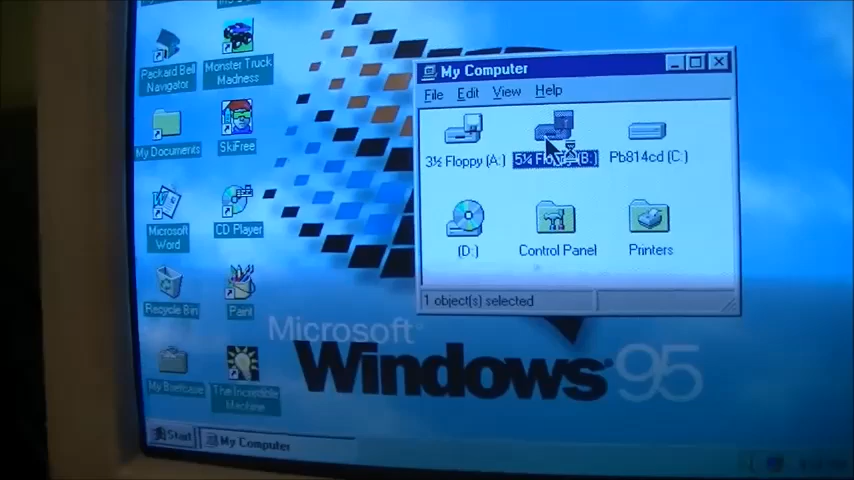 Packard Bell
Navigator
Monster Truck
Madness
My Documents
SkiFree
Microsoft
Word
CD Player
Recycle Bin
Paint
My Briefcase
The Incredible
Machine
My Computer
File Edit View Help
3½ Floppy (A:)
5¼ Floppy (B:)
Pb814cd (C:)
(D:)
Control Panel
Printers
1 object(s) selected
Microsoft
Windows 95
Start
My Computer